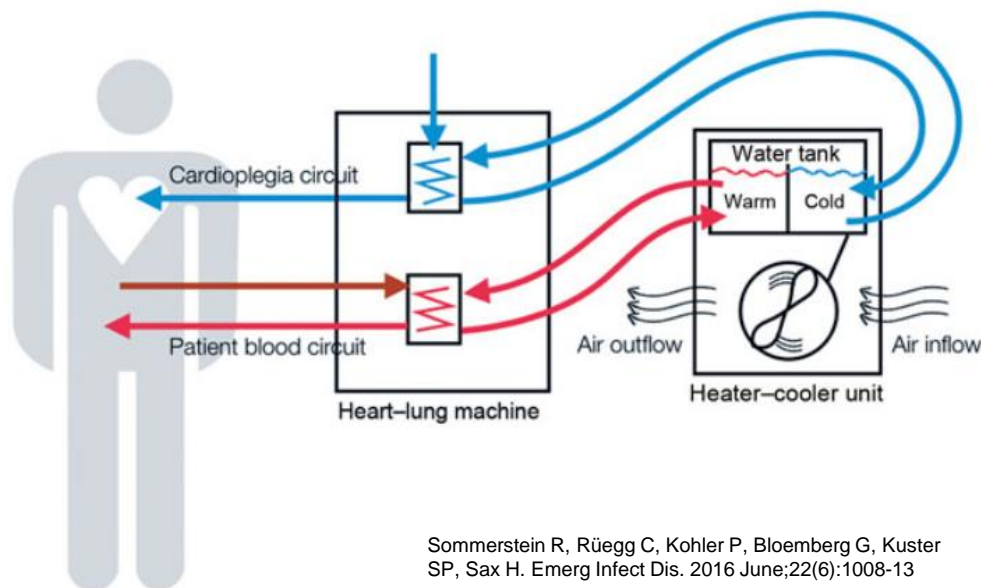 Water tank
Cardioplegia circuit
Warm
Cold
Patient blood circuit
Air outflow
Air inflow
Heart–lung machine
Heater–cooler unit
Sommerstein R, Rüegg C, Kohler P, Bloemberg G, Kuster
SP, Sax H. Emerg Infect Dis. 2016 June;22(6):1008-13